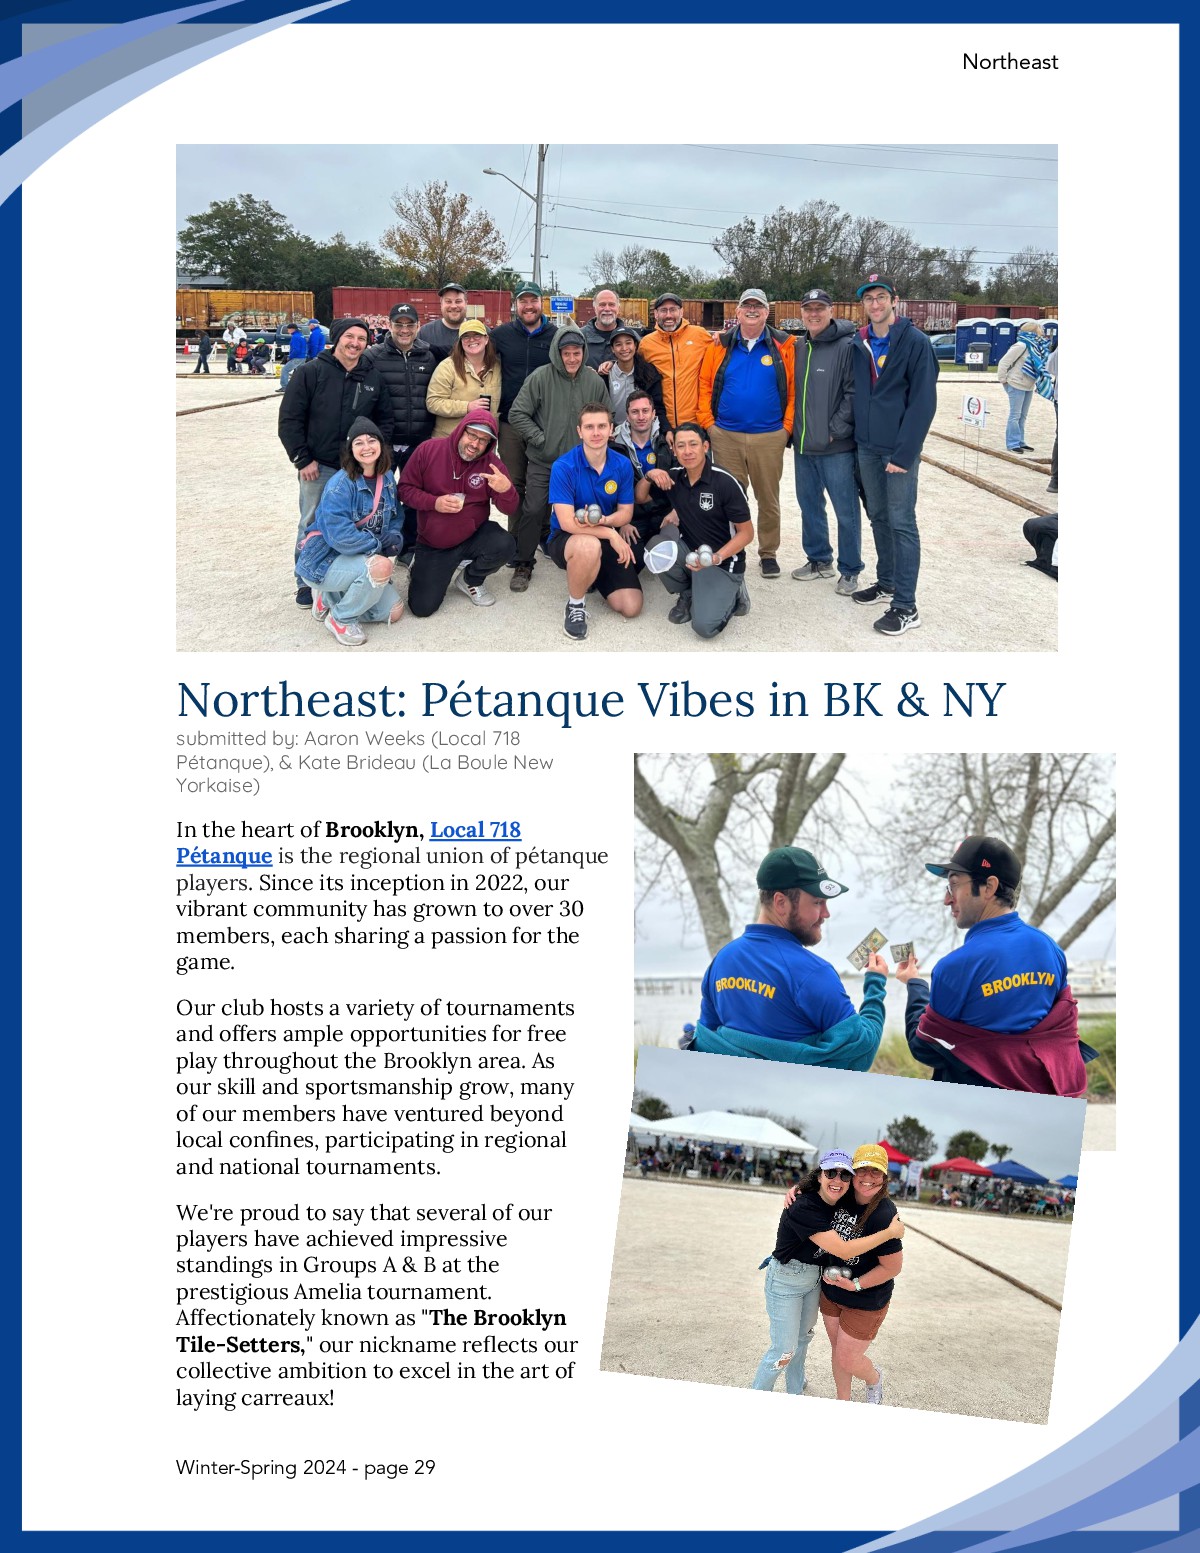 Northeast
Northeast: Pétanque Vibes in BK & NY
submitted by: Aaron Weeks (Local 718
Pétanque), & Kate Brideau (La Boule New
Yorkaise)
In the heart of Brooklyn, Local 718
Pétanque is the regional union of pétanque
players. Since its inception in 2022, our
vibrant community has grown to over 30
members, each sharing a passion for the
game.
Our club hosts a variety of tournaments
and offers ample opportunities for free
play throughout the Brooklyn area. As
our skill and sportsmanship grow, many
of our members have ventured beyond
local confines, participating in regional
and national tournaments.
We're proud to say that several of our
players have achieved impressive
standings in Groups A & B at the
prestigious Amelia tournament.
Affectionately known as "The Brooklyn
Tile-Setters," our nickname reflects our
collective ambition to excel in the art of
laying carreaux!
BROOKLYN
BROOKLYN
Winter-Spring 2024 - page 29